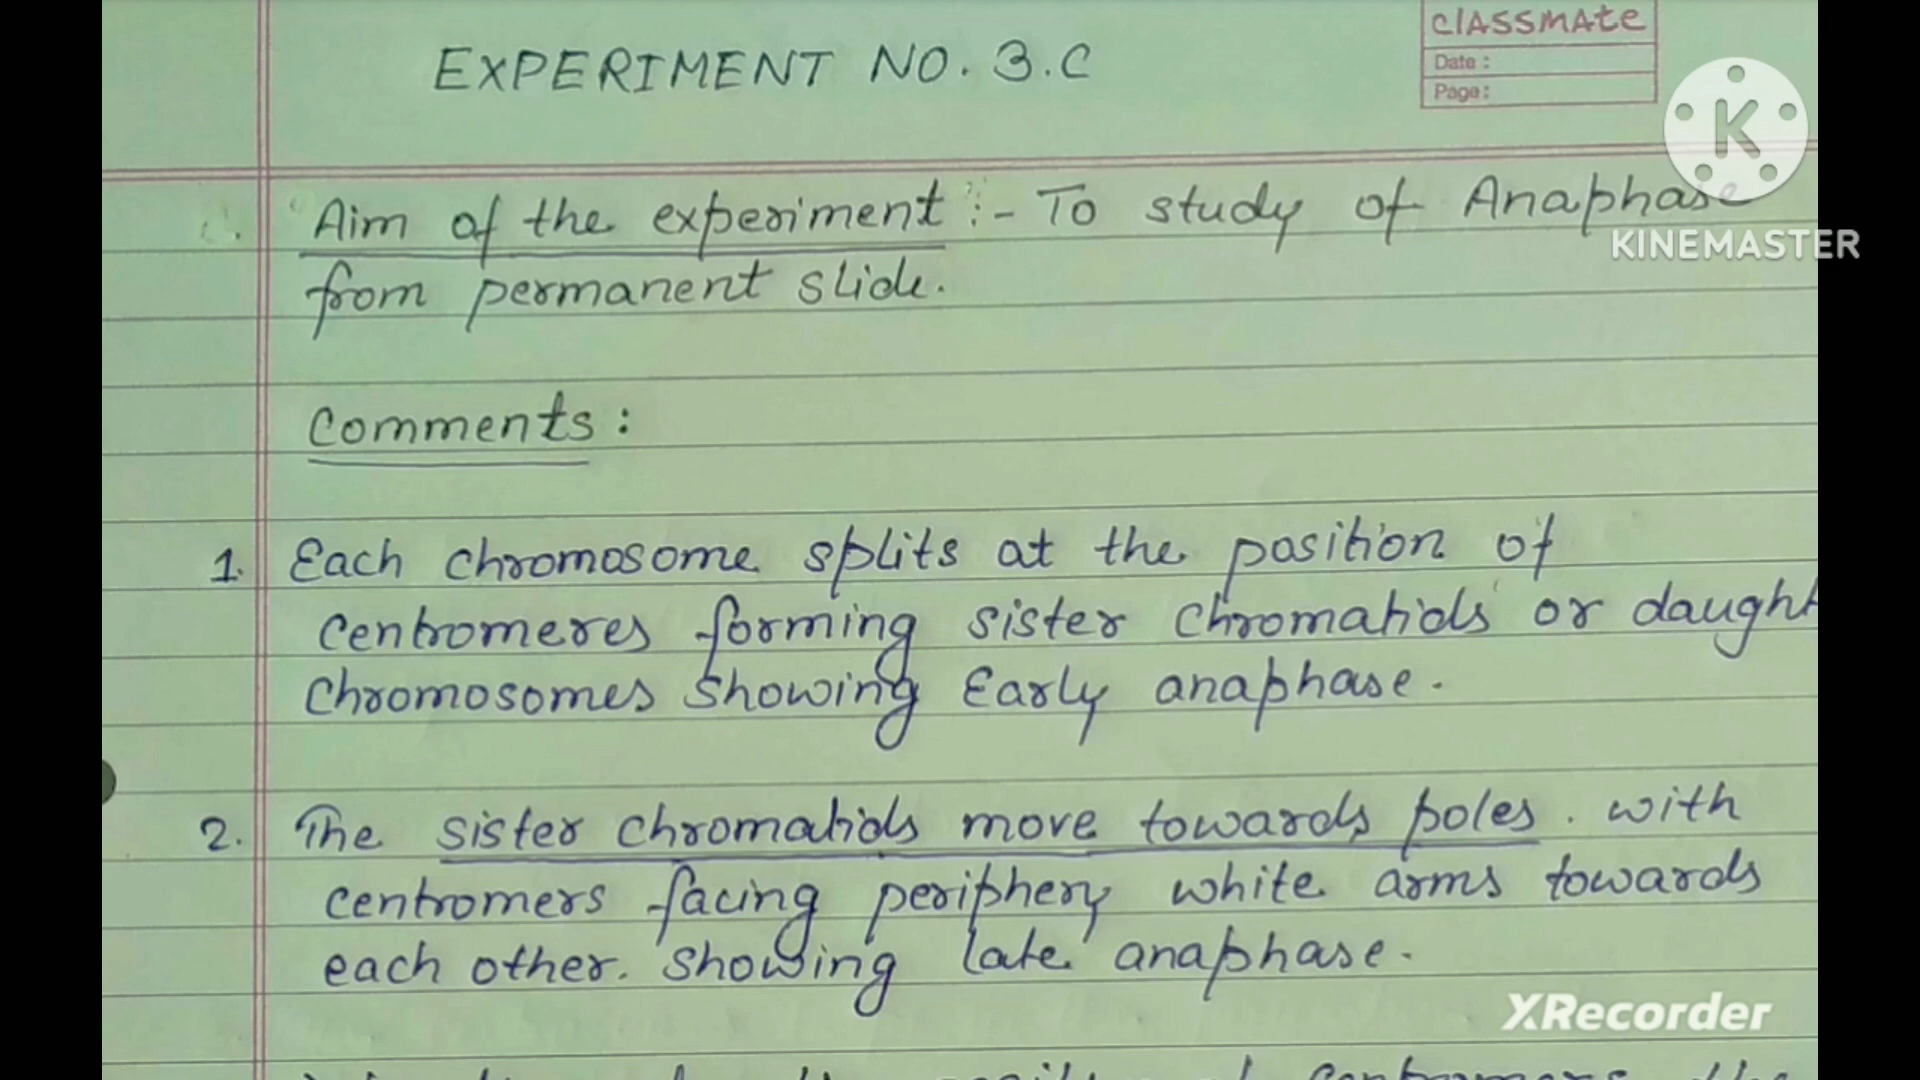 CLASSMATE
EXPERIMENT NO. 3.C
Date :
Page :
K
Aim of the experiment :- To study of Anaphase
KINEMASTER
from permanent slide.
Comments :
1. Each chromosome splits at the position of
centromeres forming sister chromatids or daught
chromosomes showing Early anaphase.
2. The sister chromatids move towards poles. with
centromers facing periphery white arms towards
each other. showing late anaphase.
XRecorder